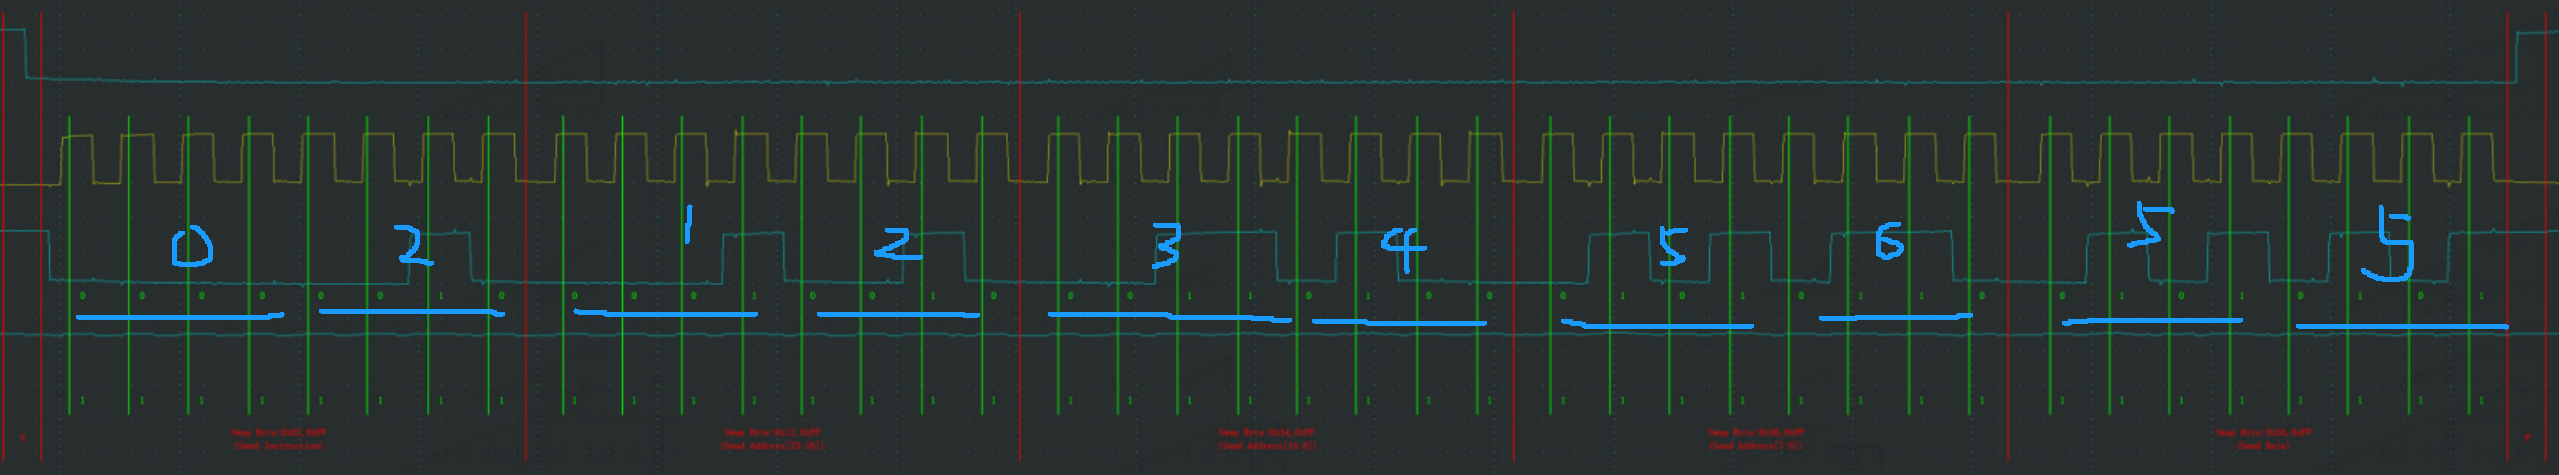 0 2 1 2 3 4 5 6 5 5
0 0 0 0 0 0 1 0 0 0 0 1 0 0 1 0 0 0 1 1 0 1 0 0 0 1 0 1 0 1 1 0 0 1 0 1 0 1 0 1
1 1 1 1 1 1 1 1 1 1 1 1 1 1 1 1 1 1 1 1 1 1 1 1 1 1 1 1 1 1 1 1 1 1 1 1 1 1 1 1
S Swap Byte:0x02,0xFF Swap Byte:0x12,0xFF Swap Byte:0x34,0xFF Swap Byte:0x56,0xFF Swap Byte: P
(Send Instruction) (Send Address[23:16]) (Send Address[15:8]) (Send Address[7:0]) (Send Data)